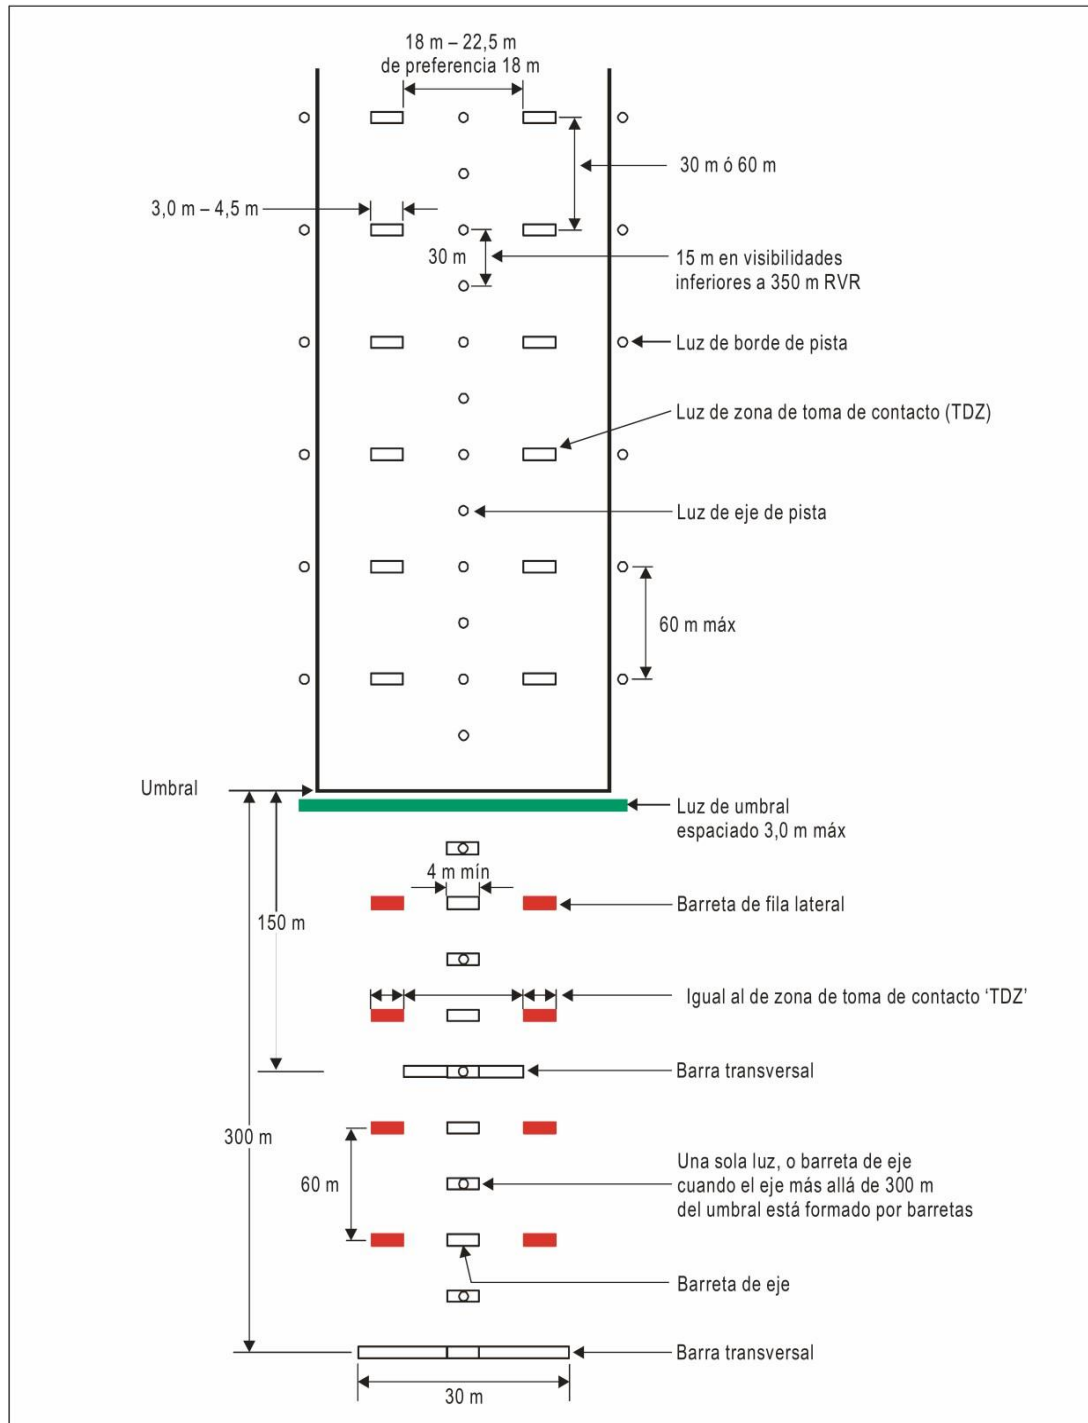 18 m – 22,5 m
de preferencia 18 m
30 m ó 60 m
3,0 m – 4,5 m
30 m
15 m en visibilidades
inferiores a 350 m RVR
Luz de borde de pista
Luz de zona de toma de contacto (TDZ)
Luz de eje de pista
60 m máx
Umbral
Luz de umbral
espaciado 3,0 m máx
4 m mín
Barreta de fila lateral
150 m
Igual al de zona de toma de contacto ‘TDZ’
Barra transversal
300 m
Una sola luz, o barreta de eje
cuando el eje más allá de 300 m
del umbral está formado por barretas
60 m
Barreta de eje
Barra transversal
30 m